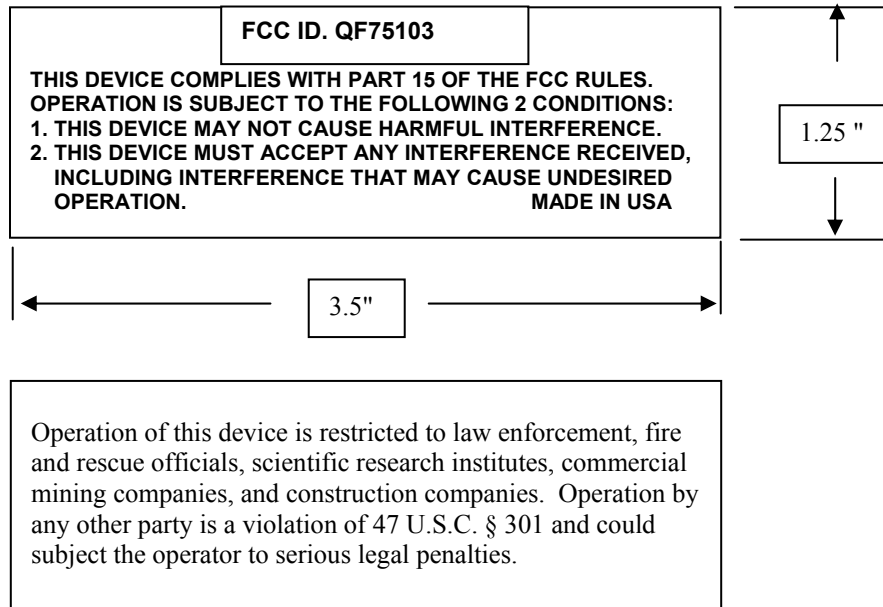 FCC ID. QF75103
THIS DEVICE COMPLIES WITH PART 15 OF THE FCC RULES.
OPERATION IS SUBJECT TO THE FOLLOWING 2 CONDITIONS:
1. THIS DEVICE MAY NOT CAUSE HARMFUL INTERFERENCE.
2. THIS DEVICE MUST ACCEPT ANY INTERFERENCE RECEIVED,
INCLUDING INTERFERENCE THAT MAY CAUSE UNDESIRED
OPERATION. MADE IN USA
1.25 "
3.5"
Operation of this device is restricted to law enforcement, fire
and rescue officials, scientific research institutes, commercial
mining companies, and construction companies.  Operation by
any other party is a violation of 47 U.S.C. § 301 and could
subject the operator to serious legal penalties.